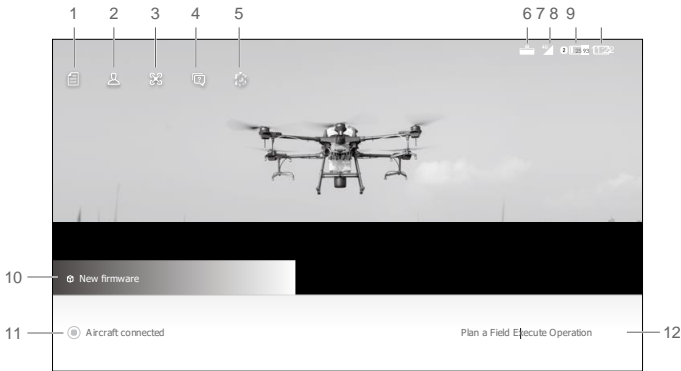 1 2 3 4 5 6 7 8 9
10 New firmware
11 Aircraft connected Plan a Field Execute Operation 12